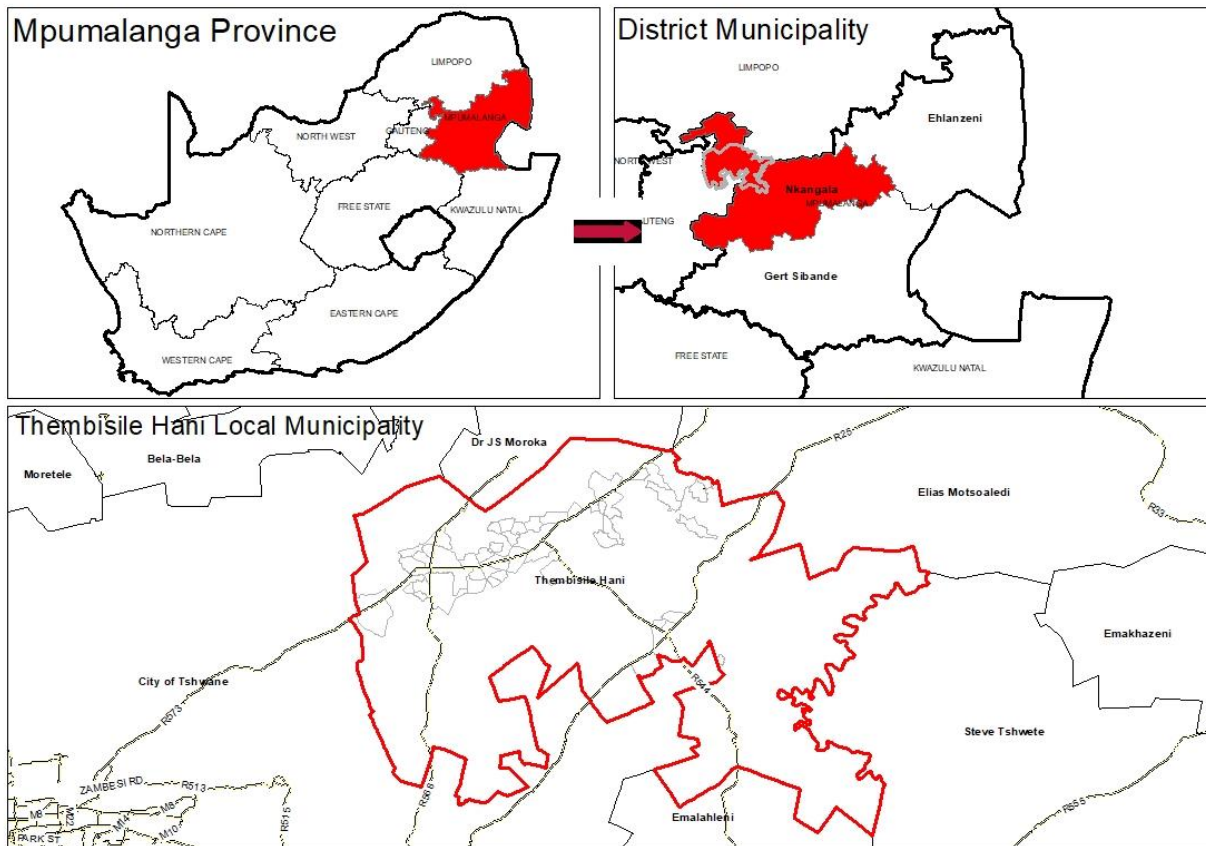 Mpumalanga Province
LIMPOPO
MPUMALANGA
GAUTENG
NORTH WEST
FREE STATE
KWAZULU NATAL
NORTHERN CAPE
EASTERN CAPE
WESTERN CAPE
District Municipality
LIMPOPO
Ehlanzeni
NORTH WEST
Nkangala
MPUMALANGA
UTENG
Gert Sibande
FREE STATE
KWAZULU NATAL
Thembisile Hani Local Municipality
Dr JS Moroka
R25
Bela-Bela
Moretele
Elias Motsoaledi
R33
Thembisile Hani
Emakhazeni
City of Tshwane
R544
R573
Steve Tshwete
ZAMBESI RD
R513
R568
R555
M8
M8
M22
M14
M10
R515
PARK ST
Emalahleni